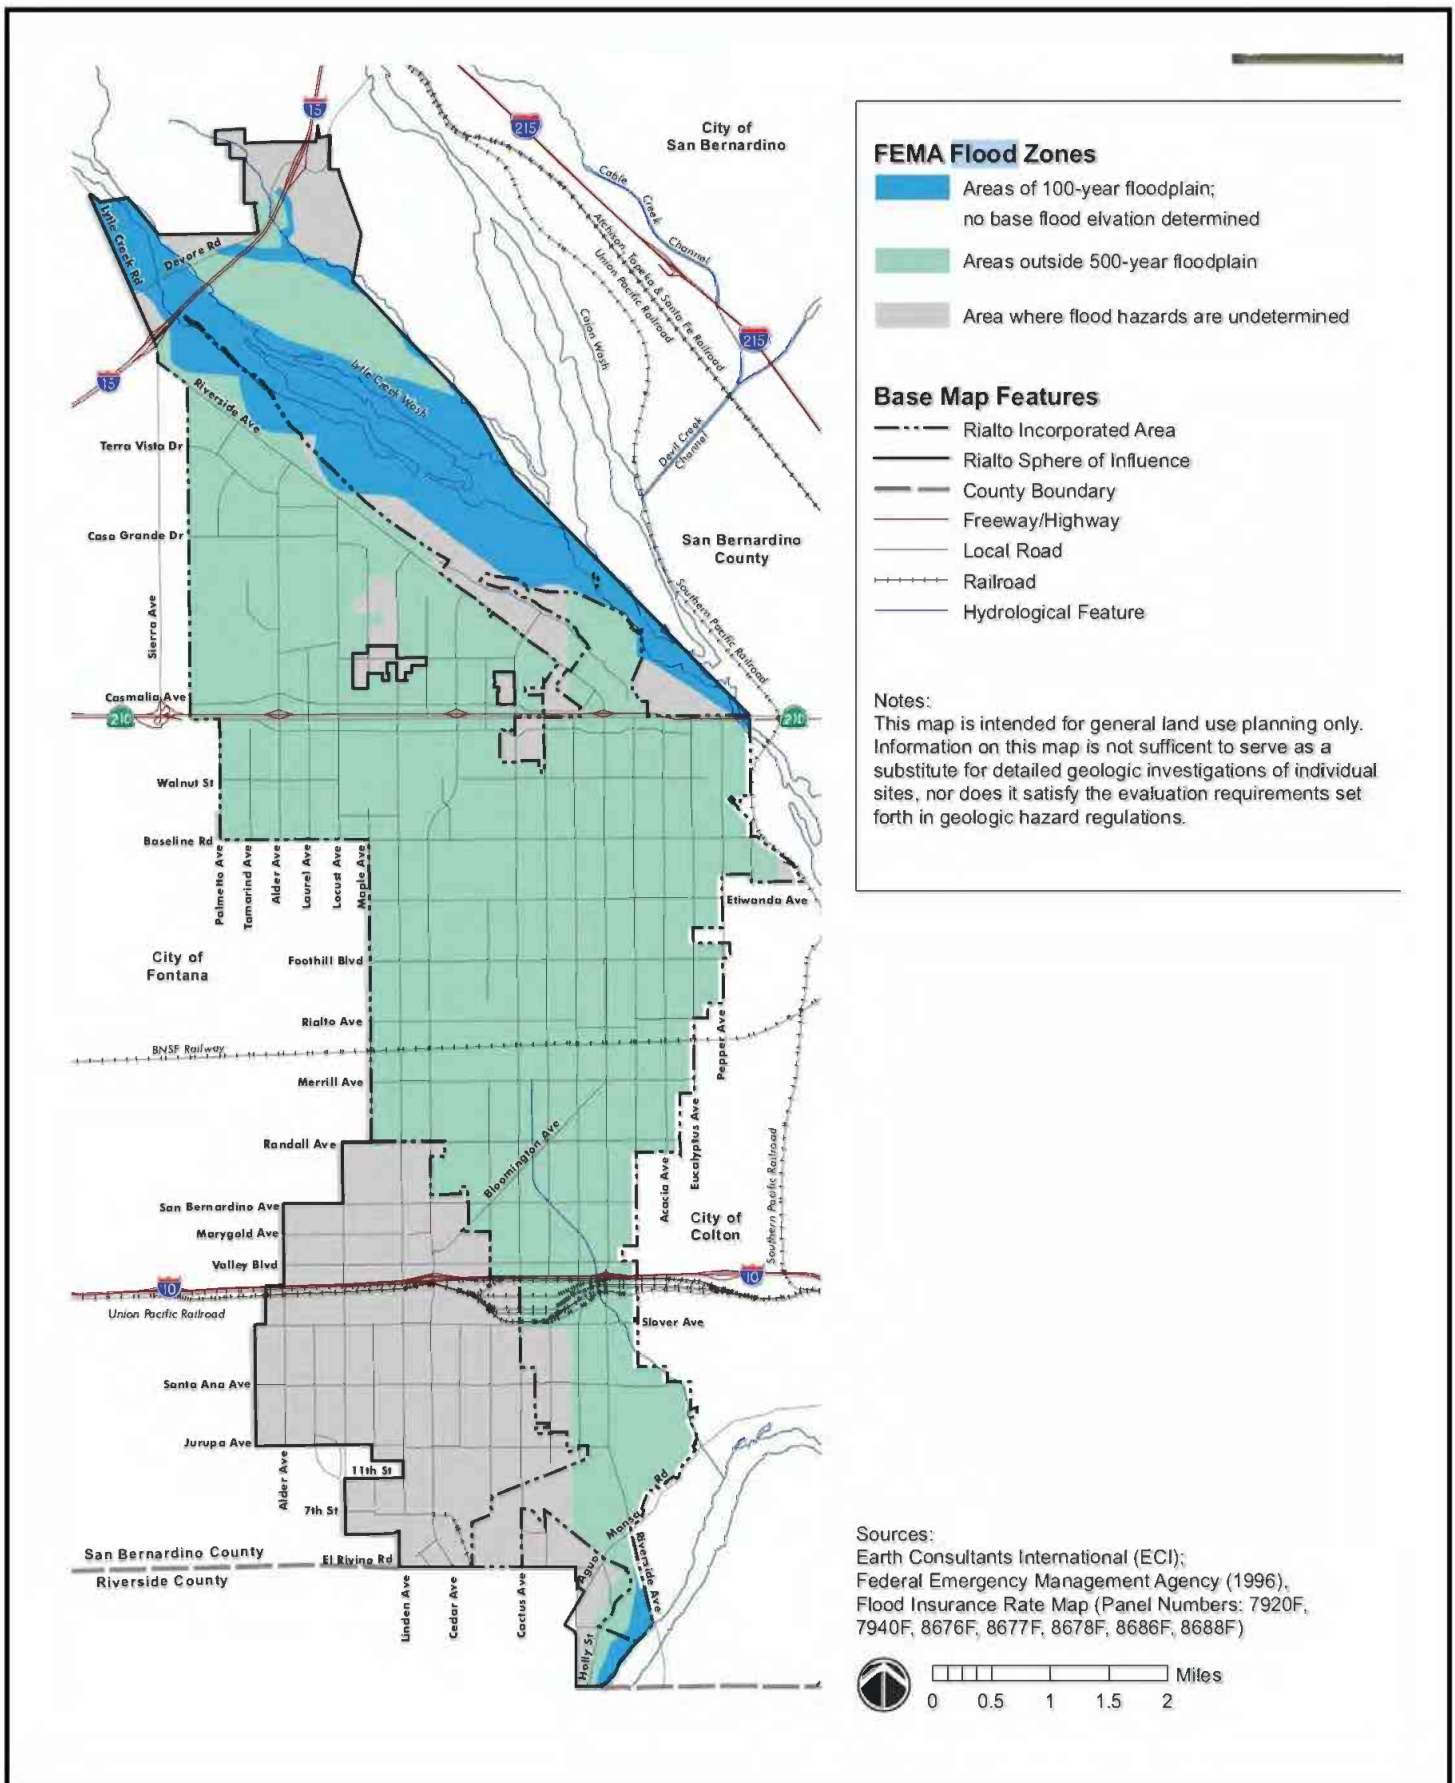 15
215
City of
San Bernardino
Cable
Creek
Channel
Lytle Creek Rd
Devore Rd
Atchison, Topeka & Santa Fe Railroad
Union Pacific Railroad
Cajon Wash
215
15
Riverside Ave
Lytle Creek Wash
Terra Vista Dr
Devil Creek
Channel
Casa Grande Dr
San Bernardino
County
Sierra Ave
Southern Pacific Railroad
Casmalia Ave
210
210
Walnut St
Baseline Rd
Palmetto Ave
Tamarind Ave
Alder Ave
Laurel Ave
Locust Ave
Maple Ave
Etiwanda Ave
City of
Fontana
Foothill Blvd
Rialto Ave
BNSF Railway
Pepper Ave
Merrill Ave
Eucalyptus Ave
Randall Ave
Bloomington Ave
Acacia Ave
Southern Pacific Railroad
San Bernardino Ave
City of
Colton
Marygold Ave
Valley Blvd
10
10
Union Pacific Railroad
Slover Ave
Santa Ana Ave
Jurupa Ave
Alder Ave
11th St
7th St
Agua Mansa Rd
Riverside Ave
San Bernardino County
El Rivino Rd
Riverside County
Linden Ave
Cedar Ave
Cactus Ave
Holly St
FEMA Flood Zones
Areas of 100-year floodplain;
no base flood elvation determined
Areas outside 500-year floodplain
Area where flood hazards are undetermined
Base Map Features
Rialto Incorporated Area
Rialto Sphere of Influence
County Boundary
Freeway/Highway
Local Road
Railroad
Hydrological Feature
Notes:
This map is intended for general land use planning only.
Information on this map is not sufficent to serve as a
substitute for detailed geologic investigations of individual
sites, nor does it satisfy the evaluation requirements set
forth in geologic hazard regulations.
Sources:
Earth Consultants International (ECI);
Federal Emergency Management Agency (1996),
Flood Insurance Rate Map (Panel Numbers: 7920F,
7940F, 8676F, 8677F, 8678F, 8686F, 8688F)
Miles
0 0.5 1 1.5 2